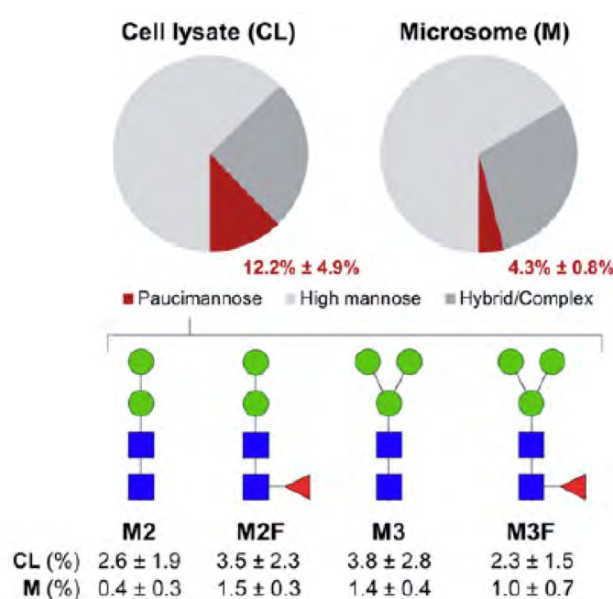 Cell lysate (CL) Microsome (M)
12.2% ± 4.9% 4.3% ± 0.8%
Paucimannose High mannose Hybrid/Complex
M2 M2F M3 M3F
CL (%) 2.6 ± 1.9 3.5 ± 2.3 3.8 ± 2.8 2.3 ± 1.5
M (%) 0.4 ± 0.3 1.5 ± 0.3 1.4 ± 0.4 1.0 ± 0.7